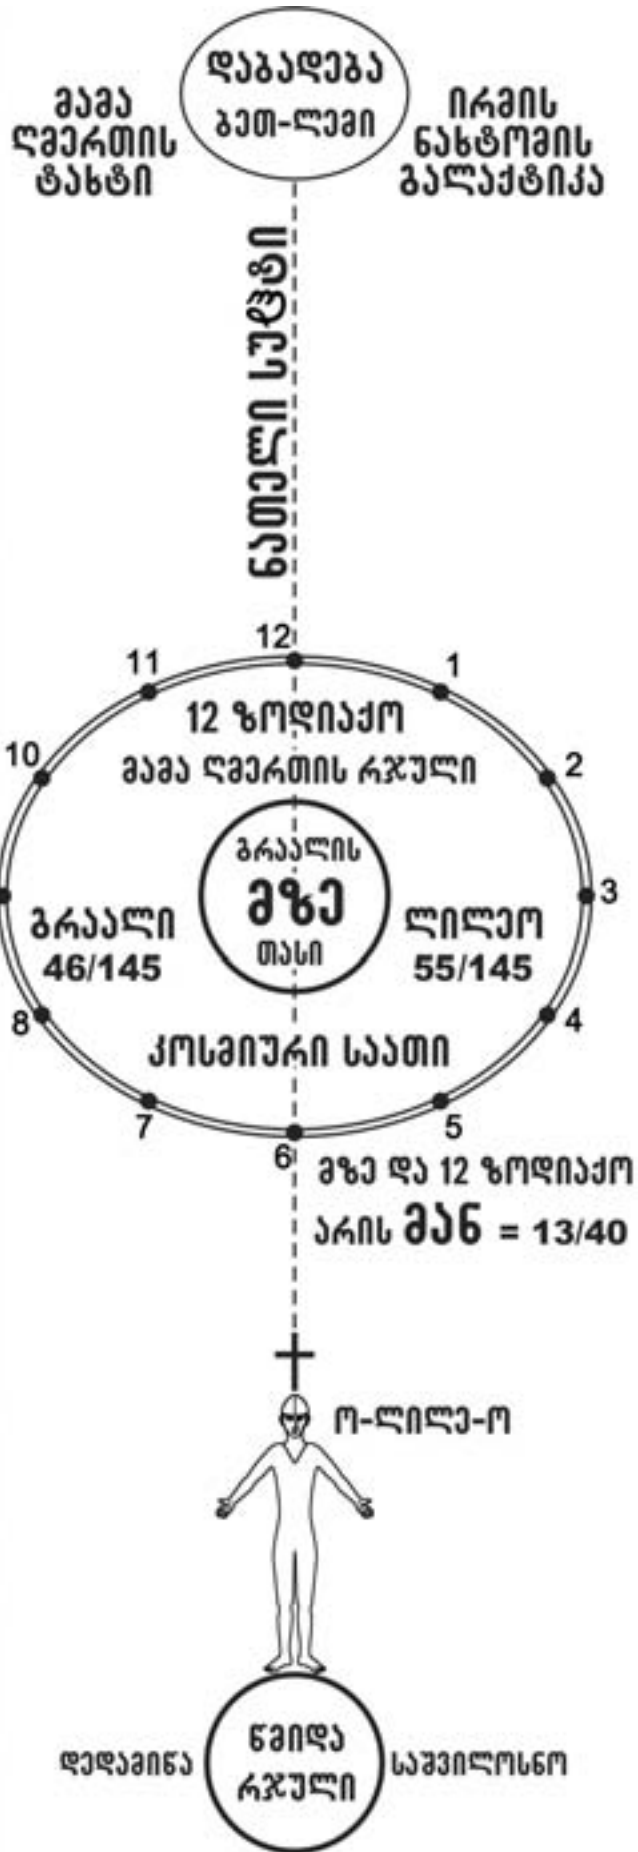 დაბადება
ბეთ-ლემი
მამა
ღმერთის
ტახტი
ირმის
ნახტომის
გალაქტიკა
ნათელი სუფტი
12
11
1
12 ზოდიაქო
10
2
მამა ღმერთის რჯული
გრაალის
მზე
თასი
3
გრაალი
46/145
ლილეო
55/145
8
4
კოსმიური საათი
7
5
6
მზე და 12 ზოდიაქო
არის მან = 13/40
ო-ლილე-ო
წმიდა
რჯული
დედამიწა
საშვილოსნო